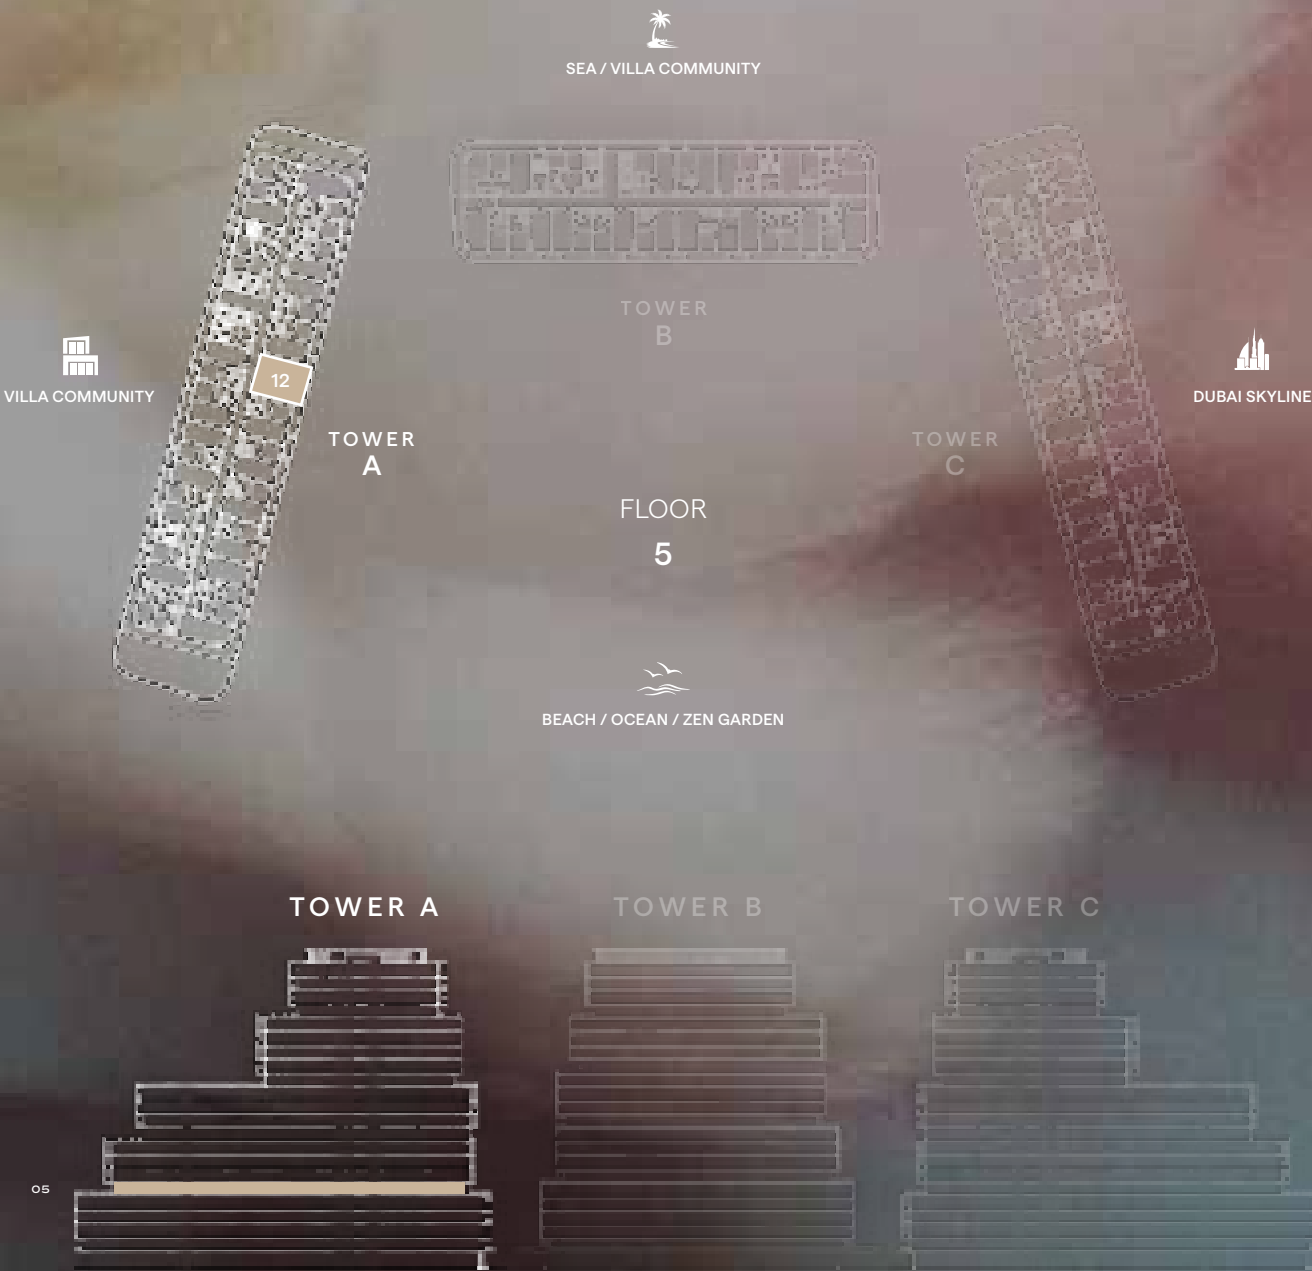 SEA / VILLA COMMUNITY
TOWER
B
VILLA COMMUNITY
12
DUBAI SKYLINE
TOWER
A
TOWER
C
FLOOR
5
BEACH / OCEAN / ZEN GARDEN
TOWER A
TOWER B
TOWER C
05